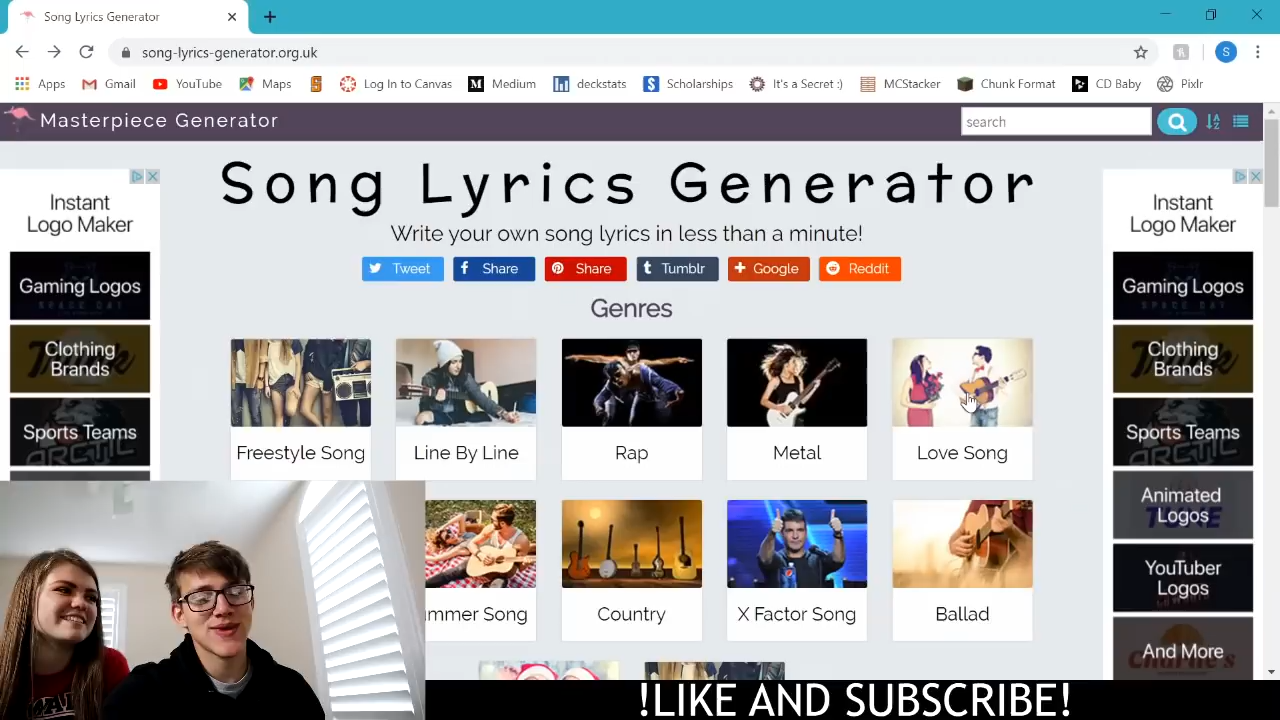 Song Lyrics Generator
song-lyrics-generator.org.uk
S
Apps Gmail YouTube Maps Log In to Canvas Medium deckstats Scholarships It's a Secret :) MCStacker Chunk Format CD Baby Pixlr
Masterpiece Generator
search
Song Lyrics Generator
Write your own song lyrics in less than a minute!
Tweet Share Share Tumblr Google Reddit
Genres
Freestyle Song Line By Line Rap Metal Love Song
ummer Song Country X Factor Song Ballad
Instant
Logo Maker
Gaming Logos
Clothing
Brands
Sports Teams
Instant
Logo Maker
Gaming Logos
Clothing
Brands
Sports Teams
Animated
Logos
YouTuber
Logos
And More
!LIKE AND SUBSCRIBE!